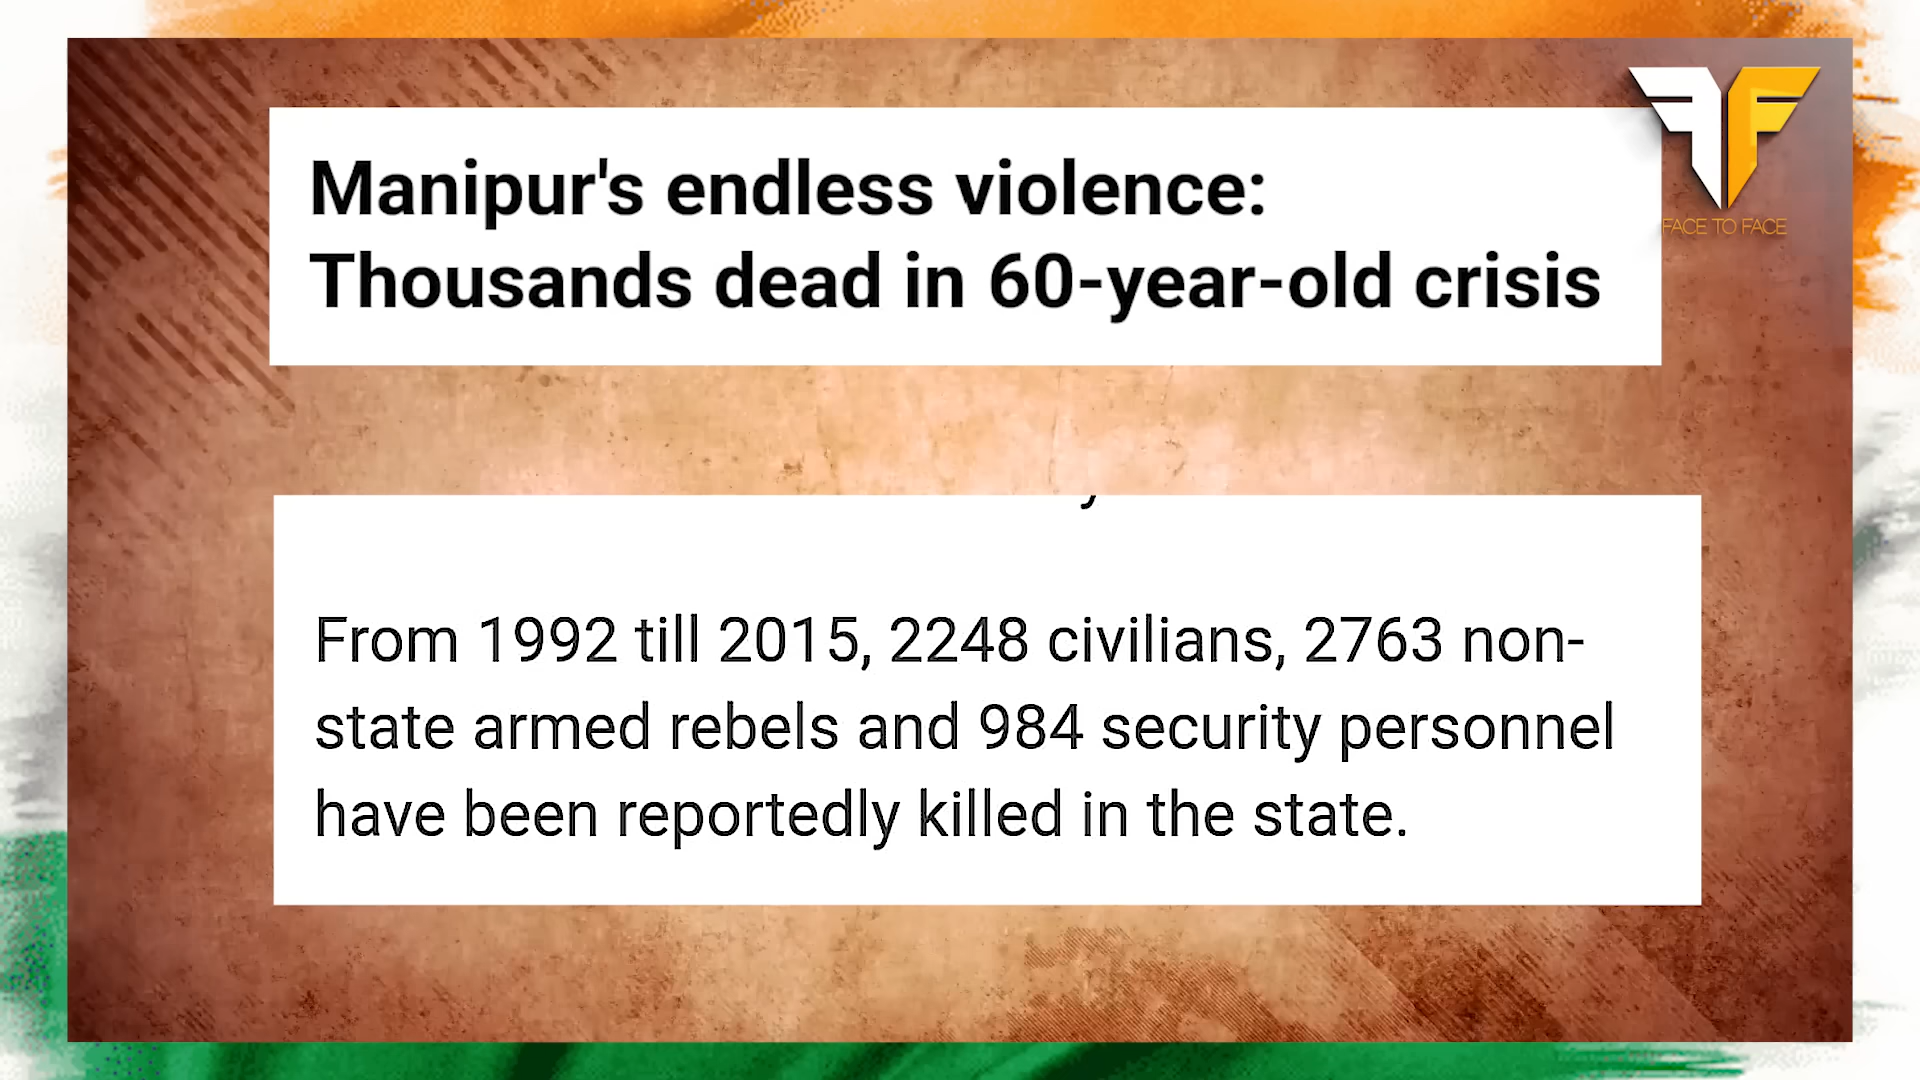 Manipur's endless violence:
Thousands dead in 60-year-old crisis
FACE TO FACE
From 1992 till 2015, 2248 civilians, 2763 non-
state armed rebels and 984 security personnel
have been reportedly killed in the state.